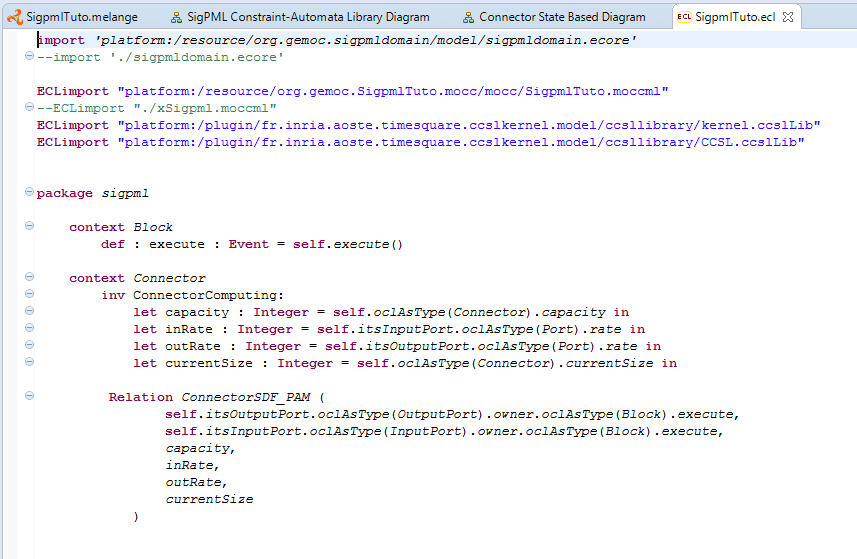 SigpmlTuto.melange SigPML Constraint-Automata Library Diagram Connector State Based Diagram ECL SigpmlTuto.ecl
import 'platform:/resource/org.gemoc.sigpmldomain/model/sigpmldomain.ecore'
--import './sigpmldomain.ecore'
ECLimport "platform:/resource/org.gemoc.SigpmlTuto.mocc/mocc/SigpmlTuto.moccml"
--ECLimport "./xSigpml.moccml"
ECLimport "platform:/plugin/fr.inria.aoste.timesquare.ccslkernel.model/ccsllibrary/kernel.ccslLib"
ECLimport "platform:/plugin/fr.inria.aoste.timesquare.ccslkernel.model/ccsllibrary/CCSL.ccslLib"
package sigpml
context Block
def : execute : Event = self.execute()
context Connector
inv ConnectorComputing:
let capacity : Integer = self.oclAsType(Connector).capacity in
let inRate : Integer = self.itsInputPort.oclAsType(Port).rate in
let outRate : Integer = self.itsOutputPort.oclAsType(Port).rate in
let currentSize : Integer = self.oclAsType(Connector).currentSize in
Relation ConnectorSDF_PAM (
self.itsOutputPort.oclAsType(OutputPort).owner.oclAsType(Block).execute,
self.itsInputPort.oclAsType(InputPort).owner.oclAsType(Block).execute,
capacity,
inRate,
outRate,
currentSize
)